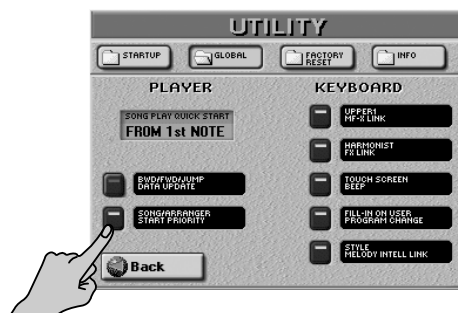 UTILITY
STARTUP
GLOBAL
FACTORY
RESET
INFO
PLAYER
SONG PLAY QUICK START
FROM 1st NOTE
BWD/FWD/JUMP
DATA UPDATE
SONG/ARRANGER
START PRIORITY
Back
KEYBOARD
UPPER1
MF-X LINK
HARMONIST
FX LINK
TOUCH SCREEN
BEEP
FILL-IN ON USER
PROGRAM CHANGE
STYLE
MELODY INTELL LINK